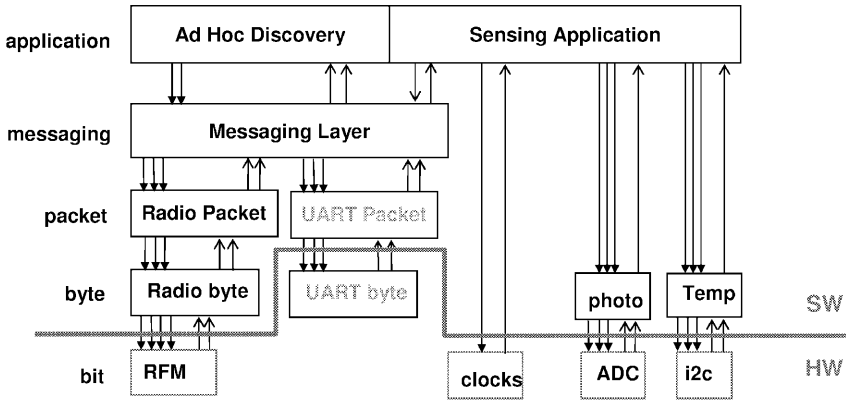 application Ad Hoc Discovery Sensing Application
messaging Messaging Layer
packet Radio Packet UART Packet
byte Radio byte UART byte photo Temp SW
bit RFM clocks ADC i2c HW